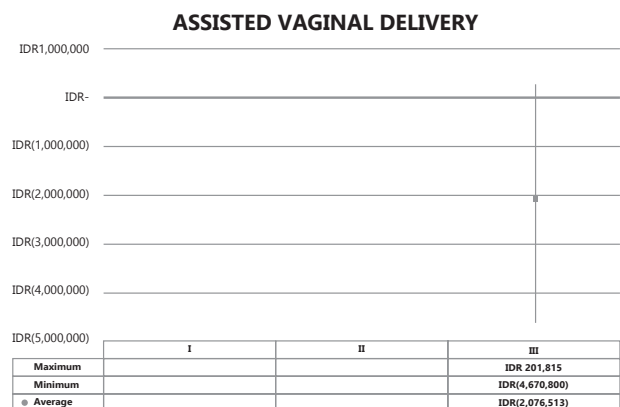 ASSISTED VAGINAL DELIVERY
IDR1,000,000
IDR-
IDR(1,000,000)
IDR(2,000,000)
IDR(3,000,000)
IDR(4,000,000)
IDR(5,000,000)
I II III
Maximum IDR 201,815
Minimum IDR(4,670,800)
Average IDR(2,076,513)